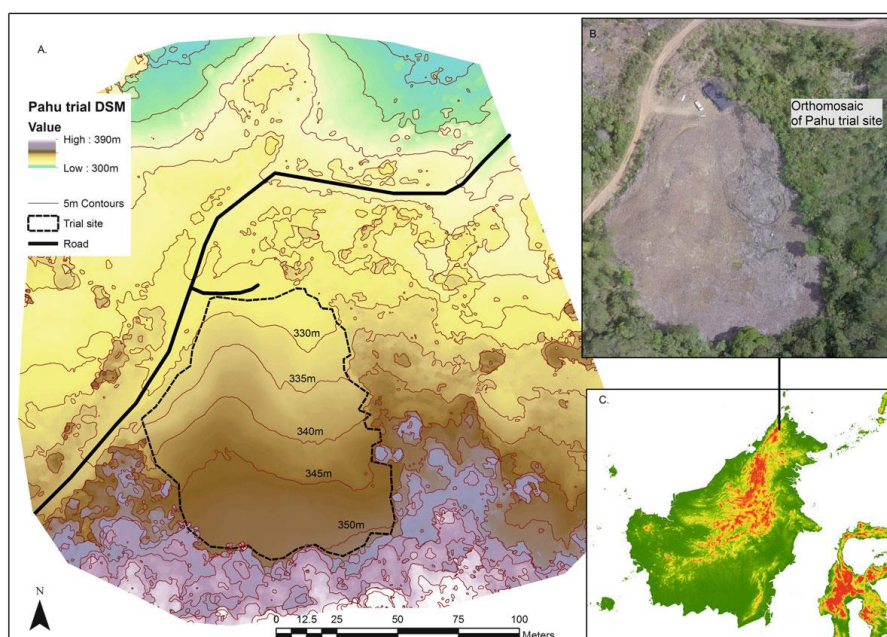 A.
Pahu trial DSM
Value
High : 390m
Low : 300m
5m Contours
Trial site
Road
330m
335m
340m
345m
350m
N
0 12.5 25 50 75 100
Meters
B.
Orthomosaic
of Pahu trial site
C.